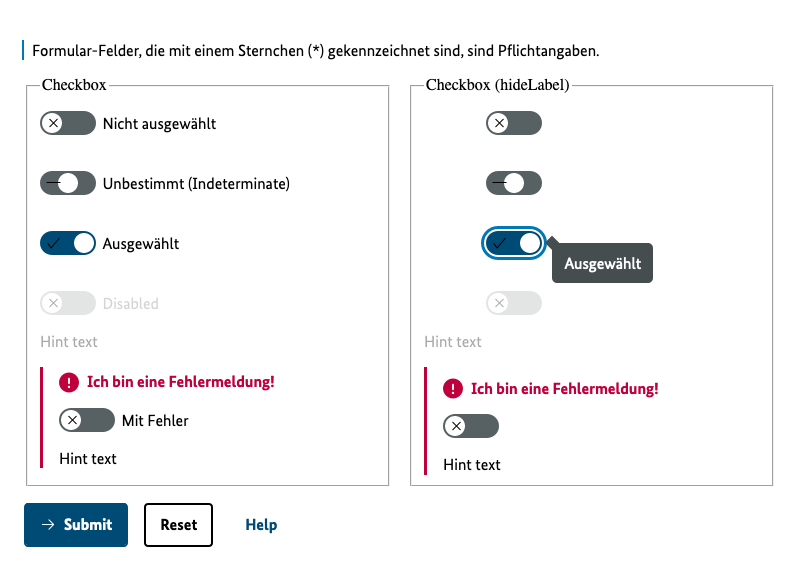 Formular-Felder, die mit einem Sternchen (*) gekennzeichnet sind, sind Pflichtangaben.
Checkbox
Nicht ausgewählt
Unbestimmt (Indeterminate)
Ausgewählt
Disabled
Hint text
Ich bin eine Fehlermeldung!
Mit Fehler
Hint text
Checkbox (hideLabel)
Ausgewählt
Hint text
Ich bin eine Fehlermeldung!
Hint text
→ Submit
Reset
Help